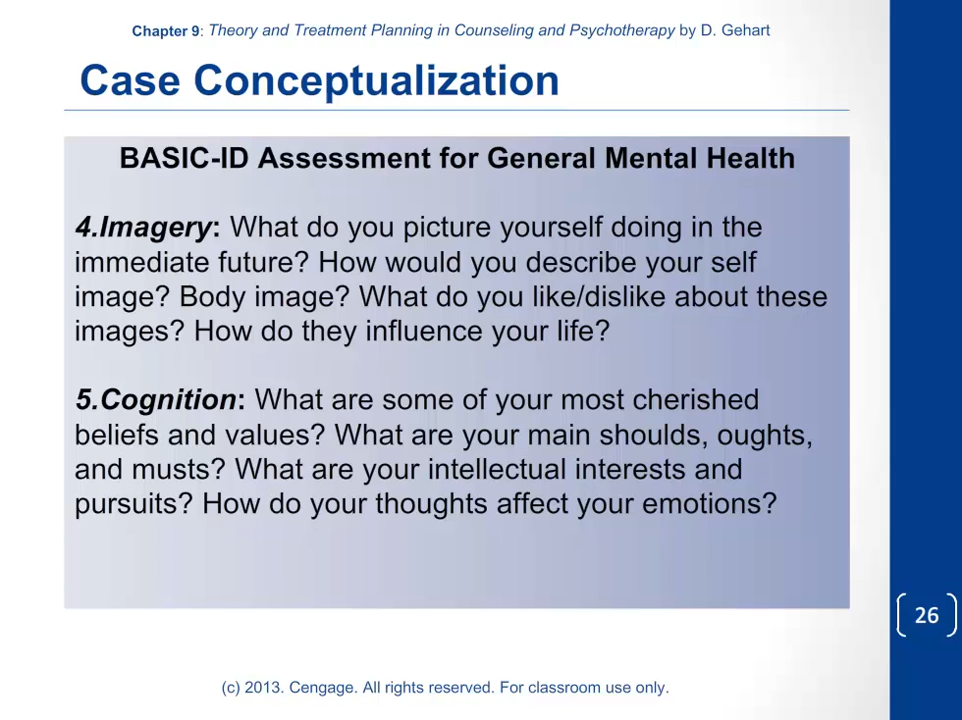 Chapter 9: Theory and Treatment Planning in Counseling and Psychotherapy by D. Gehart
Case Conceptualization
BASIC-ID Assessment for General Mental Health
4.Imagery: What do you picture yourself doing in the
immediate future? How would you describe your self
image? Body image? What do you like/dislike about these
images? How do they influence your life?
5.Cognition: What are some of your most cherished
beliefs and values? What are your main shoulds, oughts,
and musts? What are your intellectual interests and
pursuits? How do your thoughts affect your emotions?
26
(c) 2013. Cengage. All rights reserved. For classroom use only.